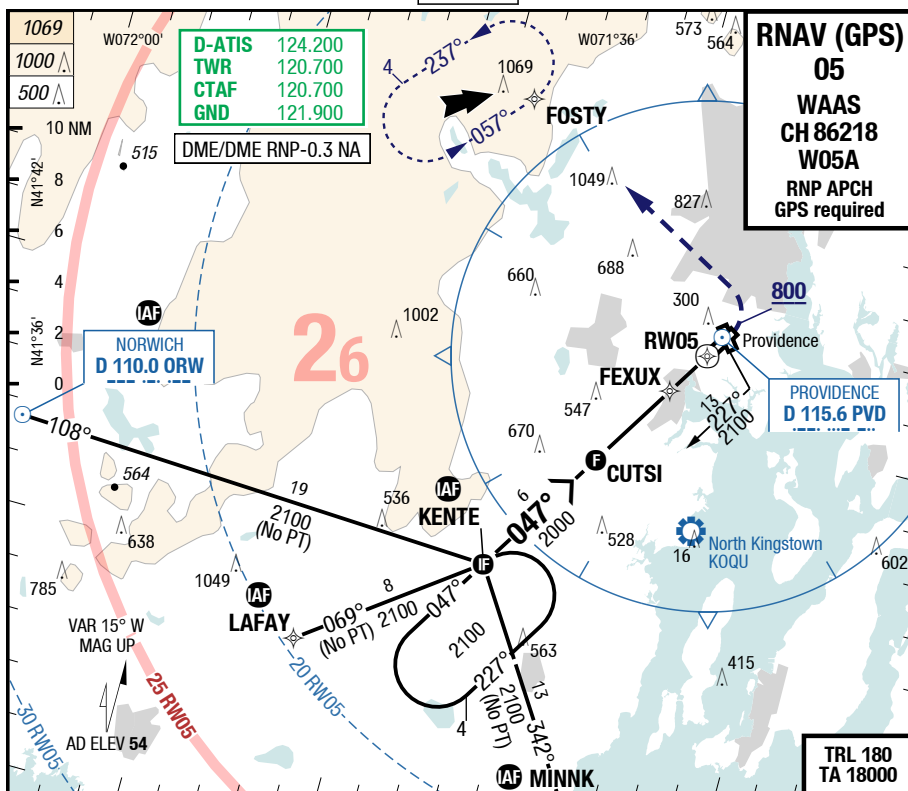 1069
1000
500
W072°00'
D-ATIS 124.200
TWR 120.700
CTAF 120.700
GND 121.900
DME/DME RNP-0.3 NA
4
237°
1069
057°
FOSTY
W071°36'
573
564
RNAV (GPS)
05
WAAS
CH 86218
W05A
RNP APCH
GPS required
10 NM
N41°42'
515
8
6
4
N41°36'
2
0
IAF
NORWICH
D 110.0 ORW
26
1002
1049
827
688
660
300
800
RW05
Providence
FEXUX
PROVIDENCE
D 115.6 PVD
13
227°
2100
547
670
F
CUTSI
108°
19
2100
(No PT)
564
638
785
536
IAF
KENTE
6
047°
2000
IF
528
16
North Kingstown
KOQU
602
1049
IAF
LAFAY
069°
8
2100
(No PT)
047°
2100
227°
4
563
13
2100
(No PT)
342°
415
VAR 15° W
MAG UP
AD ELEV 54
30 RW05
25 RW05
20 RW05
IAF
MINNK
TRL 180
TA 18000